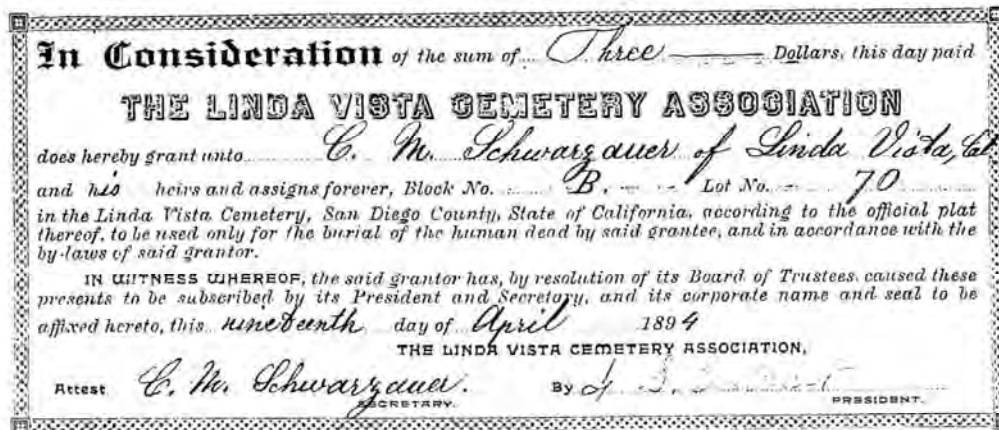 In Consideration of the sum of Three Dollars, this day paid
THE LINDA VISTA CEMETERY ASSOCIATION
does hereby grant unto C. M. Schwarzauer of Linda Vista, Cal
and his heirs and assigns forever, Block No. B. Lot No. 70
in the Linda Vista Cemetery, San Diego County, State of California, according to the official plat
thereof, to be used only for the burial of the human dead by said grantee, and in accordance with the
by-laws of said grantor.
IN WITNESS WHEREOF, the said grantor has, by resolution of its Board of Trustees, caused these
presents to be subscribed by its President and Secretary, and its corporate name and seal to be
affixed hereto, this nineteenth day of April 1894
THE LINDA VISTA CEMETERY ASSOCIATION,
Attest C. M. Schwarzauer. By
SECRETARY. PRESIDENT.